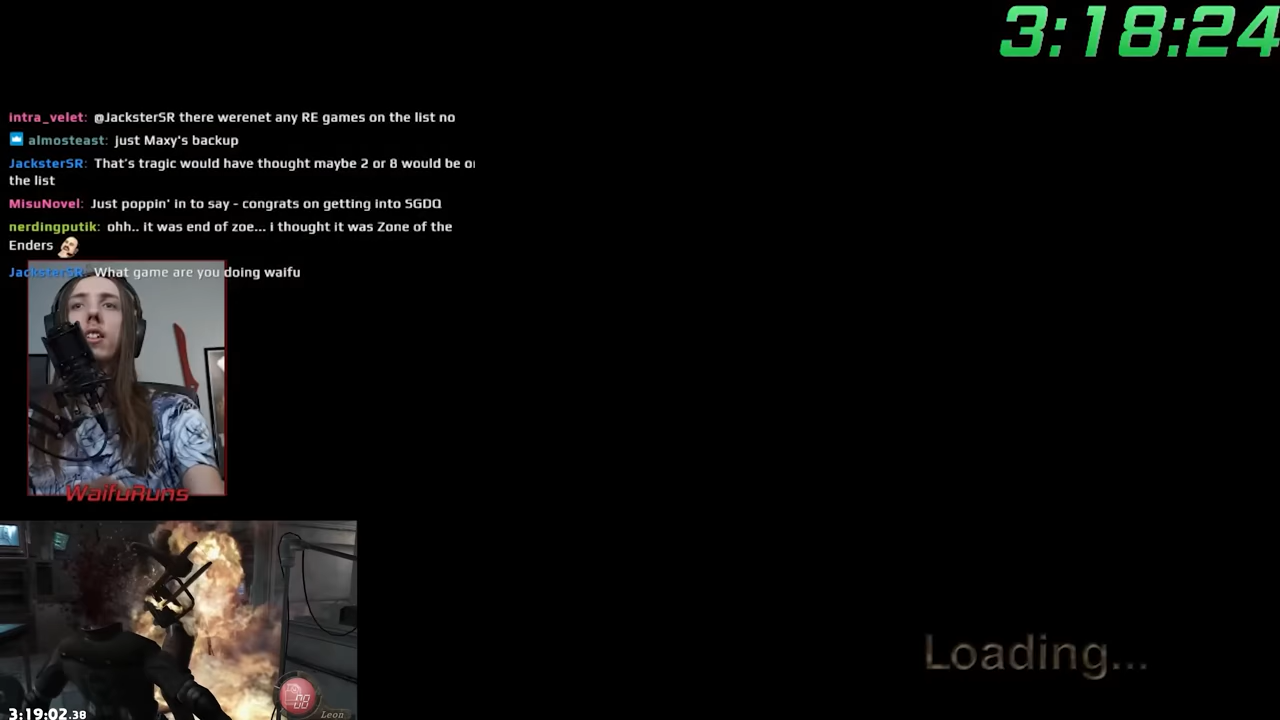 3:18:24
intra_velet: @JacksterSR there werenet any RE games on the list no
almosteast: just Maxy's backup
JacksterSR: That's tragic would have thought maybe 2 or 8 would be on
the list
MisuNovel: Just poppin' in to say - congrats on getting into SGDQ
nerdingputik: ohh.. it was end of zoe... i thought it was Zone of the
Enders
JacksterSR: What game are you doing waifu
WaifuRuns
Loading...
Leon
3:19:02.38